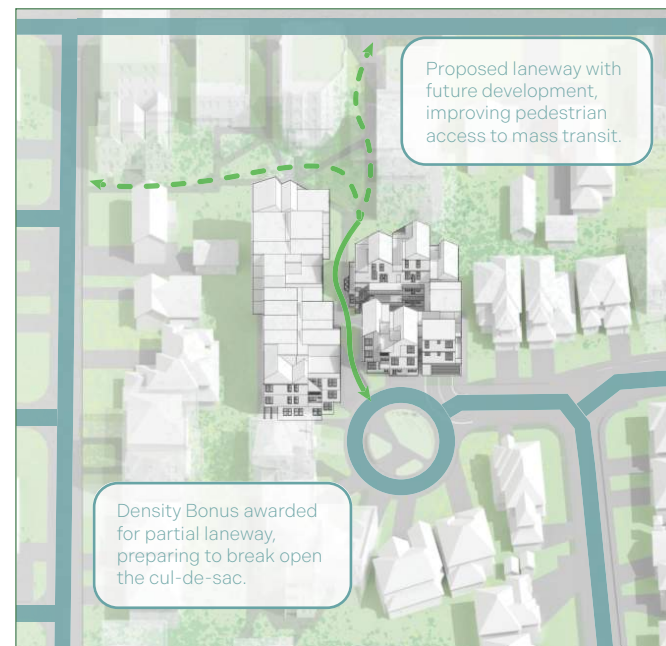 Proposed laneway with
future development,
improving pedestrian
access to mass transit.
Density Bonus awarded
for partial laneway,
preparing to break open
the cul-de-sac.